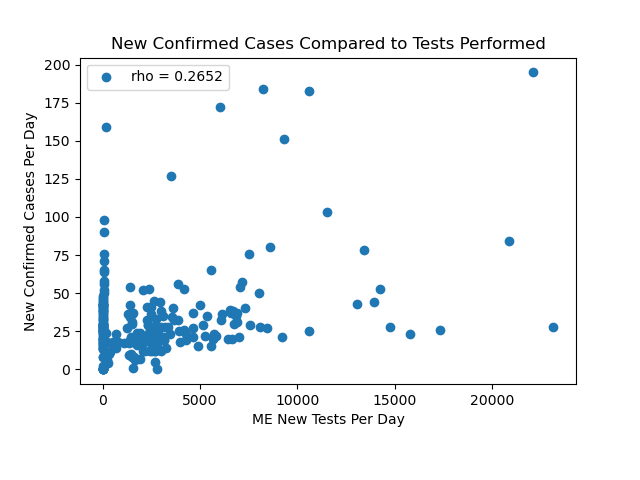 New Confirmed Cases Compared to Tests Performed
rho = 0.2652
200
175
150
125
100
75
50
25
0
New Confirmed Caeses Per Day
0 5000 10000 15000 20000
ME New Tests Per Day